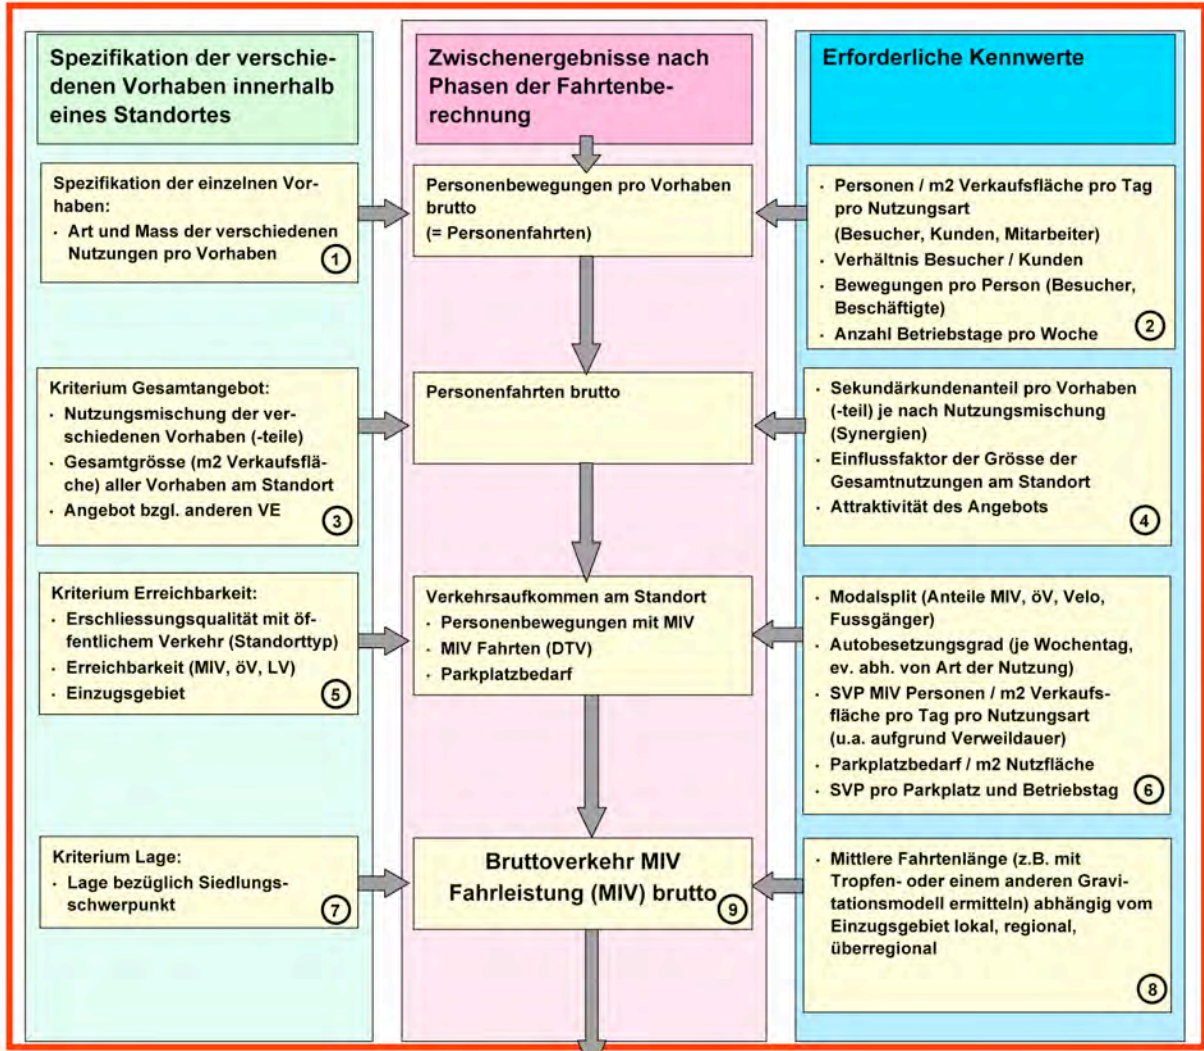 Spezifikation der verschie-
denen Vorhaben innerhalb
eines Standortes
Zwischenergebnisse nach
Phasen der Fahrtenbe-
rechnung
Erforderliche Kennwerte
Spezifikation der einzelnen Vor-
haben:
· Art und Mass der verschiedenen
Nutzungen pro Vorhaben
1
Personenbewegungen pro Vorhaben
brutto
(= Personenfahrten)
· Personen / m2 Verkaufsfläche pro Tag
pro Nutzungsart
(Besucher, Kunden, Mitarbeiter)
· Verhältnis Besucher / Kunden
· Bewegungen pro Person (Besucher,
Beschäftigte)
· Anzahl Betriebstage pro Woche
2
Kriterium Gesamtangebot:
· Nutzungsmischung der ver-
schiedenen Vorhaben (-teile)
· Gesamtgrösse (m2 Verkaufsflä-
che) aller Vorhaben am Standort
· Angebot bzgl. anderen VE
3
Personenfahrten brutto
· Sekundärkundenanteil pro Vorhaben
(-teil) je nach Nutzungsmischung
(Synergien)
· Einflussfaktor der Grösse der
Gesamtnutzungen am Standort
· Attraktivität des Angebots
4
Kriterium Erreichbarkeit:
· Erschliessungsqualität mit öf-
fentlichem Verkehr (Standorttyp)
· Erreichbarkeit (MIV, öV, LV)
· Einzugsgebiet
5
Verkehrsaufkommen am Standort
· Personenbewegungen mit MIV
· MIV Fahrten (DTV)
· Parkplatzbedarf
· Modalsplit (Anteile MIV, öV, Velo,
Fussgänger)
· Autobesetzungsgrad (je Wochentag,
ev. abh. von Art der Nutzung)
· SVP MIV Personen / m2 Verkaufs-
fläche pro Tag pro Nutzungsart
(u.a. aufgrund Verweildauer)
· Parkplatzbedarf / m2 Nutzfläche
· SVP pro Parkplatz und Betriebstag
6
Kriterium Lage:
· Lage bezüglich Siedlungs-
schwerpunkt
7
Bruttoverkehr MIV
Fahrleistung (MIV) brutto
9
· Mittlere Fahrtenlänge (z.B. mit
Tropfen- oder einem anderen Gravi-
tationsmodell ermitteln) abhängig vom
Einzugsgebiet lokal, regional,
überregional
8